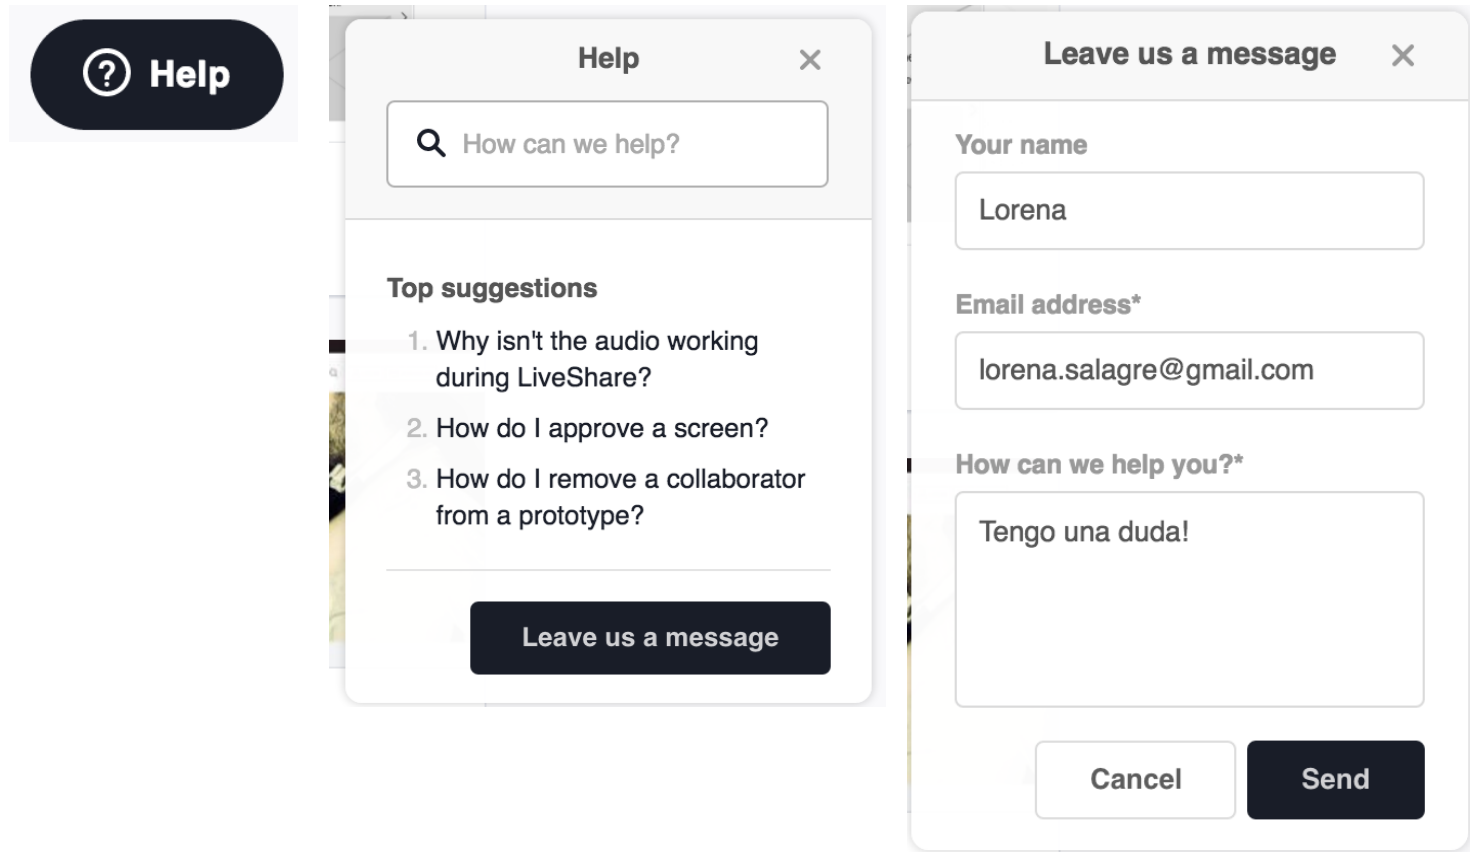 Help
Help
How can we help?
Top suggestions
1. Why isn't the audio working
during LiveShare?
2. How do I approve a screen?
3. How do I remove a collaborator
from a prototype?
Leave us a message
Leave us a message
Your name
Lorena
Email address*
lorena.salagre@gmail.com
How can we help you?*
Tengo una duda!
Cancel
Send